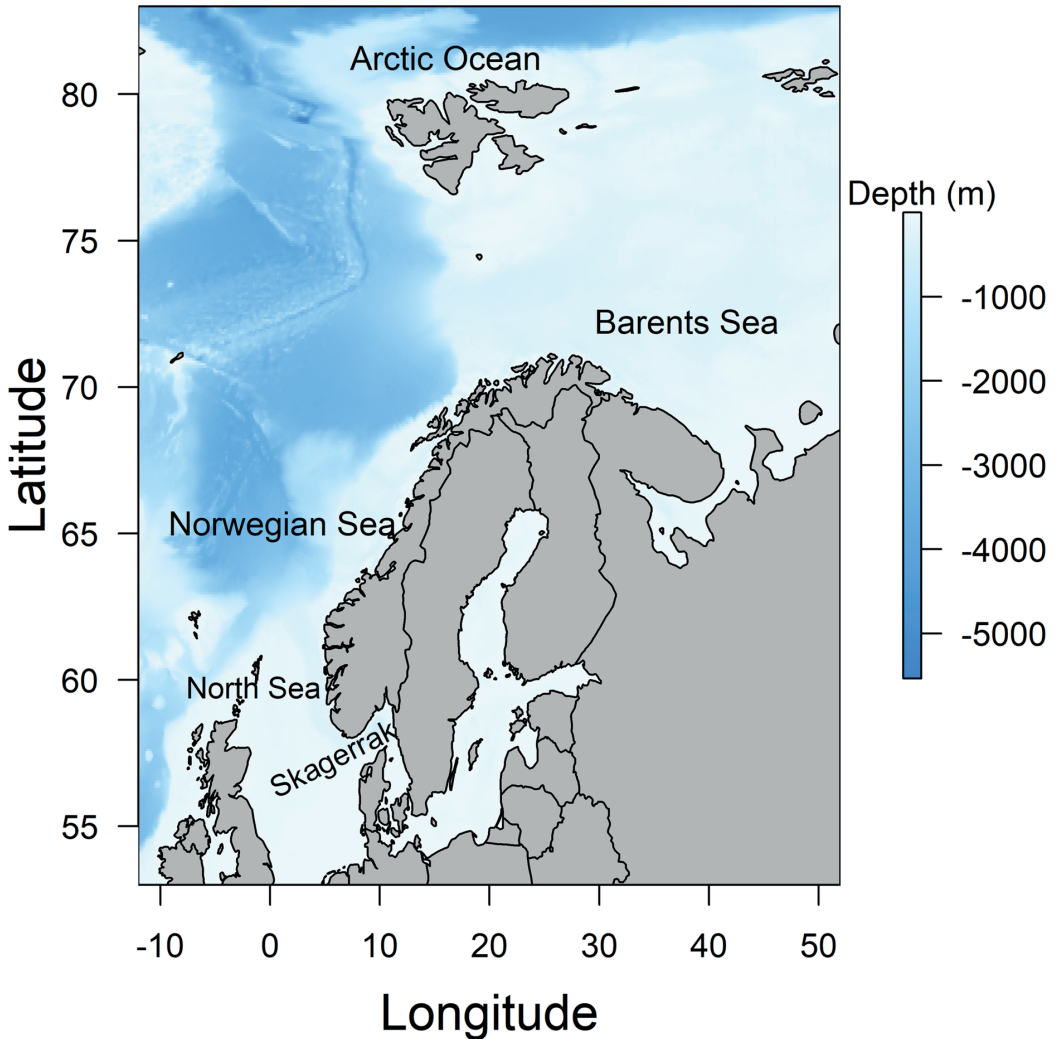 Arctic Ocean
80
Depth (m)
75
-1000
Barents Sea
-2000
70
-3000
Latitude
Norwegian Sea
65
-4000
-5000
60
North Sea
Skagerrak
55
-10 0 10 20 30 40 50
Longitude